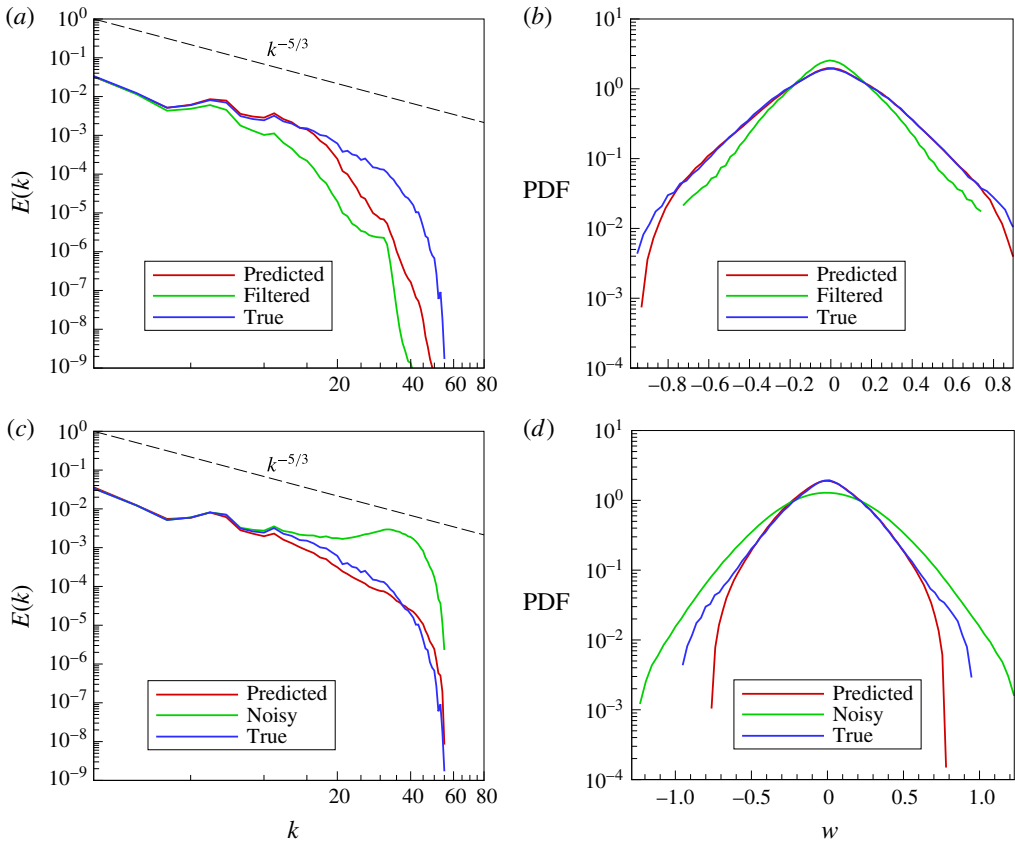 (a)
10^0
10^-1
10^-2
10^-3
10^-4
10^-5
10^-6
10^-7
10^-8
10^-9
E(k)
k^-5/3
Predicted
Filtered
True
20 40 60 80
(b)
10^1
10^0
10^-1
10^-2
10^-3
10^-4
PDF
Predicted
Filtered
True
−0.8 −0.6 −0.4 −0.2 0 0.2 0.4 0.6 0.8
(c)
10^0
10^-1
10^-2
10^-3
10^-4
10^-5
10^-6
10^-7
10^-8
10^-9
E(k)
k^-5/3
Predicted
Noisy
True
20 40 60 80
k
(d)
10^1
10^0
10^-1
10^-2
10^-3
10^-4
PDF
Predicted
Noisy
True
−1.0 −0.5 0 0.5 1.0
w